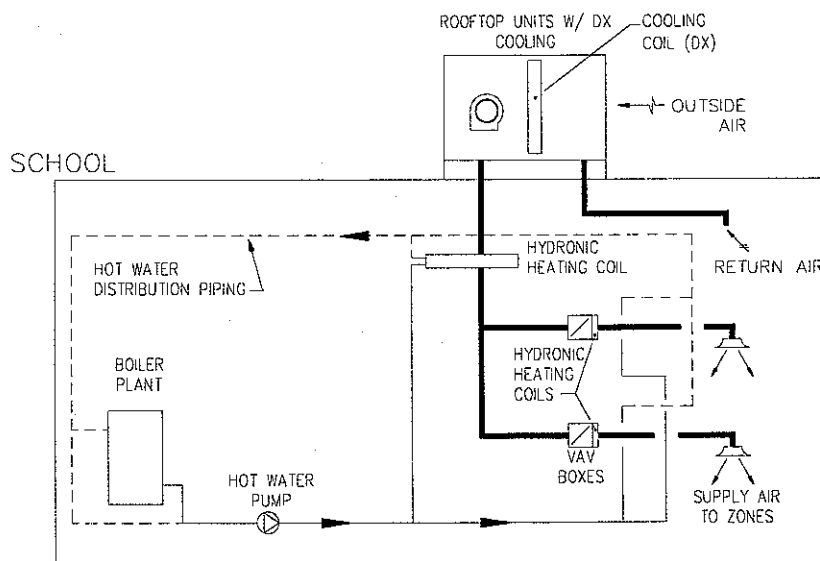 ROOFTOP UNITS W/ DX
COOLING
COOLING
COIL (DX)
OUTSIDE
AIR
SCHOOL
HOT WATER
DISTRIBUTION PIPING
HYDRONIC
HEATING COIL
RETURN AIR
BOILER
PLANT
HYDRONIC
HEATING
COILS
HOT WATER
PUMP
VAV
BOXES
SUPPLY AIR
TO ZONES